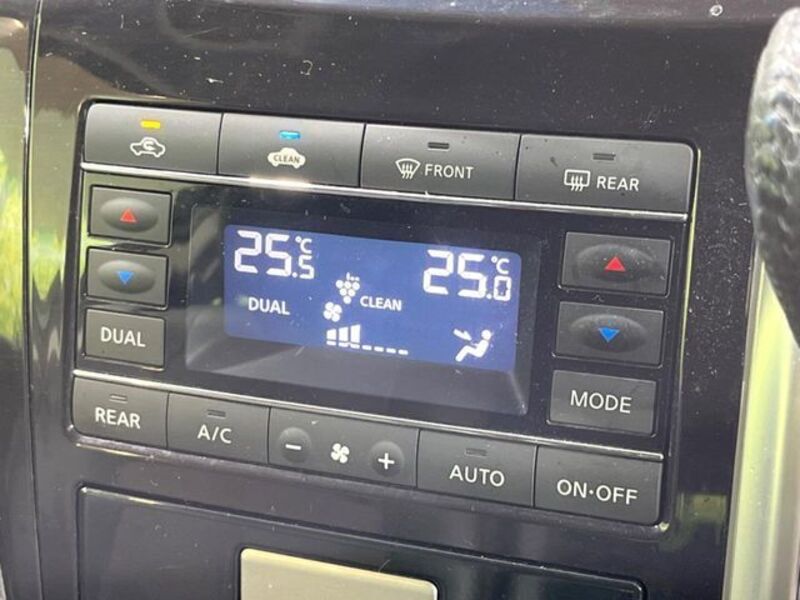 CLEAN
FRONT
REAR
25.5°C
25.0°C
DUAL
CLEAN
DUAL
MODE
REAR
A/C
− +
AUTO
ON·OFF